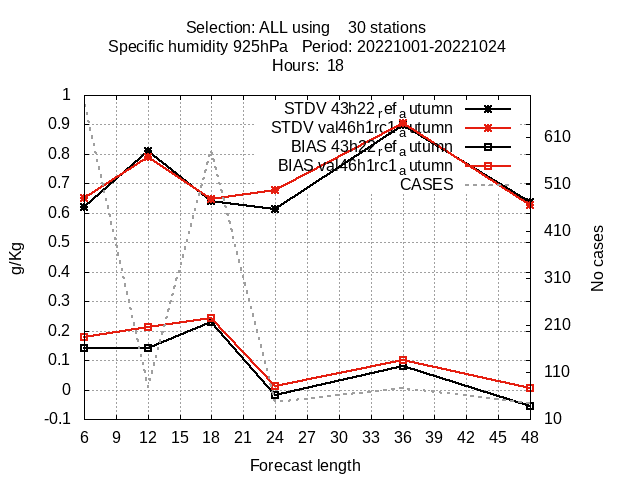 Selection: ALL using 30 stations
Specific humidity 925hPa Period: 20221001-20221024
Hours: 18
STDV 43h22_ref_autumn
STDV val46h1rc1_autumn
BIAS 43h22_ref_autumn
BIAS val46h1rc1_autumn
CASES
g/Kg
1
0.9
0.8
0.7
0.6
0.5
0.4
0.3
0.2
0.1
0
-0.1
610
510
410
310
210
110
10
No cases
6 9 12 15 18 21 24 27 30 33 36 39 42 45 48
Forecast length